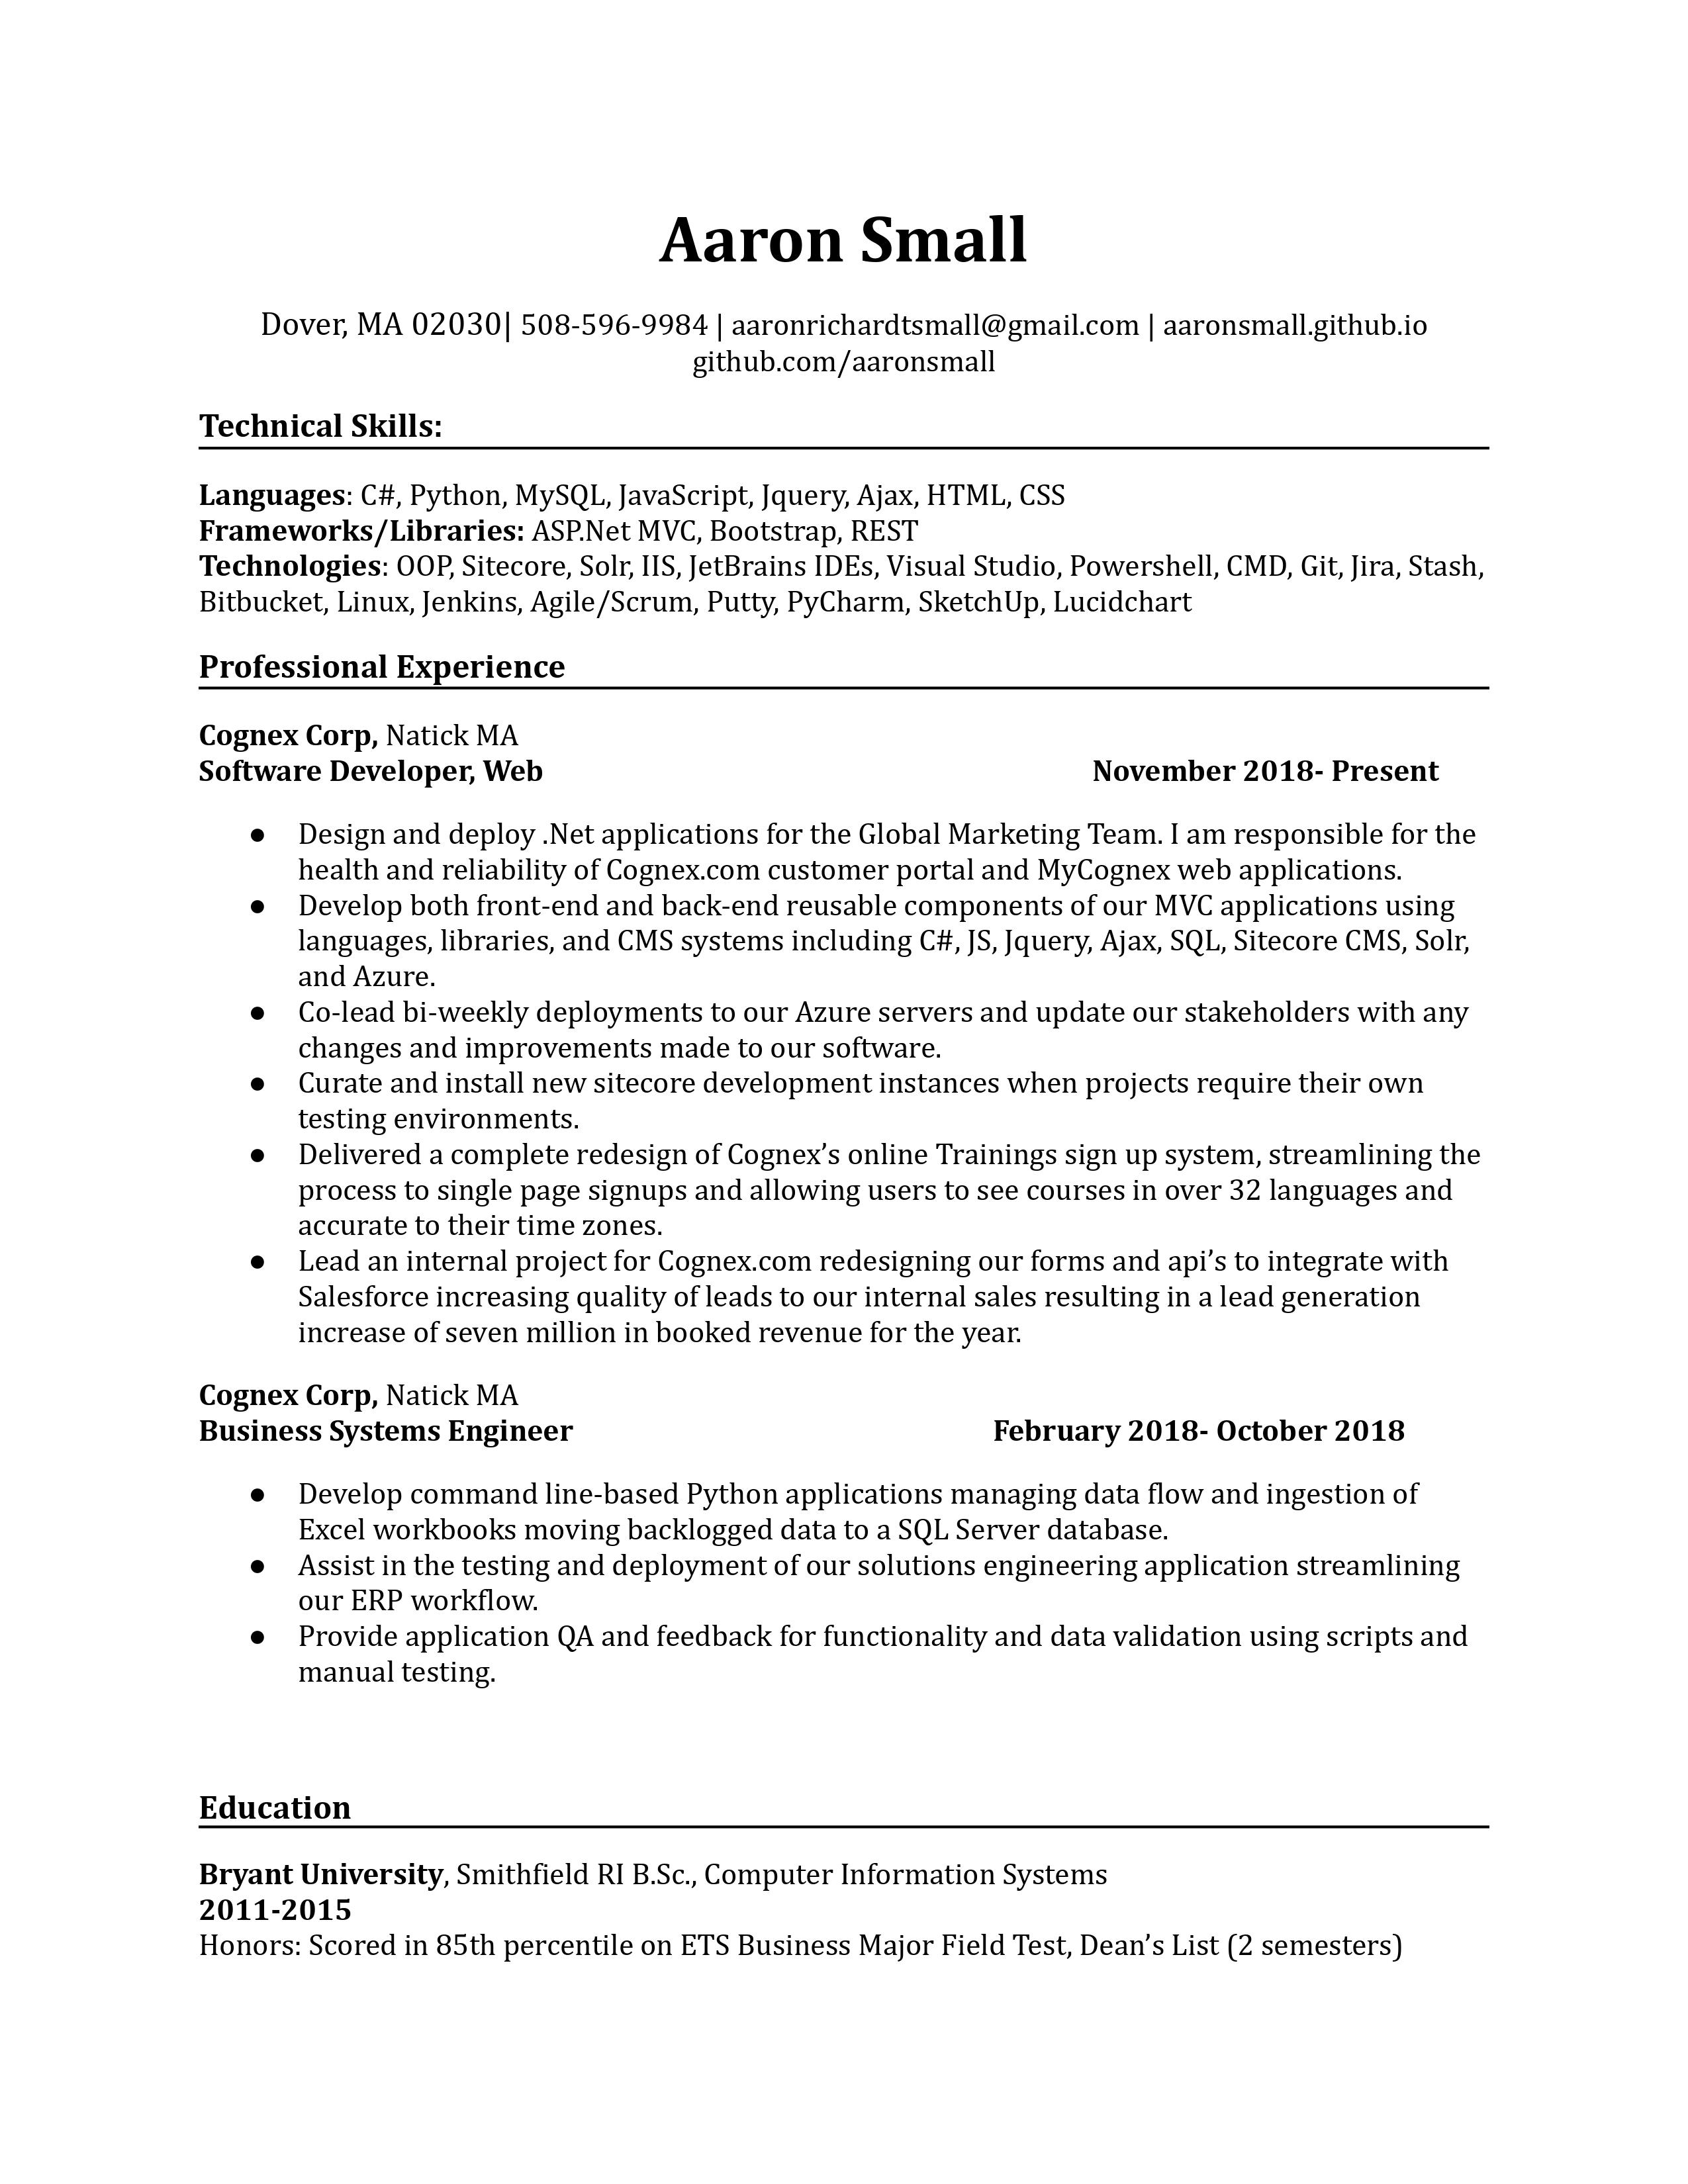 Aaron Small
Dover, MA 02030| 508-596-9984 | aaronrichardtsmall@gmail.com | aaronsmall.github.io
github.com/aaronsmall
Technical Skills:
Languages: C#, Python, MySQL, JavaScript, Jquery, Ajax, HTML, CSS
Frameworks/Libraries: ASP.Net MVC, Bootstrap, REST
Technologies: OOP, Sitecore, Solr, IIS, JetBrains IDEs, Visual Studio, Powershell, CMD, Git, Jira, Stash,
Bitbucket, Linux, Jenkins, Agile/Scrum, Putty, PyCharm, SketchUp, Lucidchart
Professional Experience
Cognex Corp, Natick MA
Software Developer, Web November 2018- Present
● Design and deploy .Net applications for the Global Marketing Team. I am responsible for the
health and reliability of Cognex.com customer portal and MyCognex web applications.
● Develop both front-end and back-end reusable components of our MVC applications using
languages, libraries, and CMS systems including C#, JS, Jquery, Ajax, SQL, Sitecore CMS, Solr,
and Azure.
● Co-lead bi-weekly deployments to our Azure servers and update our stakeholders with any
changes and improvements made to our software.
● Curate and install new sitecore development instances when projects require their own
testing environments.
● Delivered a complete redesign of Cognex’s online Trainings sign up system, streamlining the
process to single page signups and allowing users to see courses in over 32 languages and
accurate to their time zones.
● Lead an internal project for Cognex.com redesigning our forms and api’s to integrate with
Salesforce increasing quality of leads to our internal sales resulting in a lead generation
increase of seven million in booked revenue for the year.
Cognex Corp, Natick MA
Business Systems Engineer February 2018- October 2018
● Develop command line-based Python applications managing data flow and ingestion of
Excel workbooks moving backlogged data to a SQL Server database.
● Assist in the testing and deployment of our solutions engineering application streamlining
our ERP workflow.
● Provide application QA and feedback for functionality and data validation using scripts and
manual testing.
Education
Bryant University, Smithfield RI B.Sc., Computer Information Systems
2011-2015
Honors: Scored in 85th percentile on ETS Business Major Field Test, Dean’s List (2 semesters)